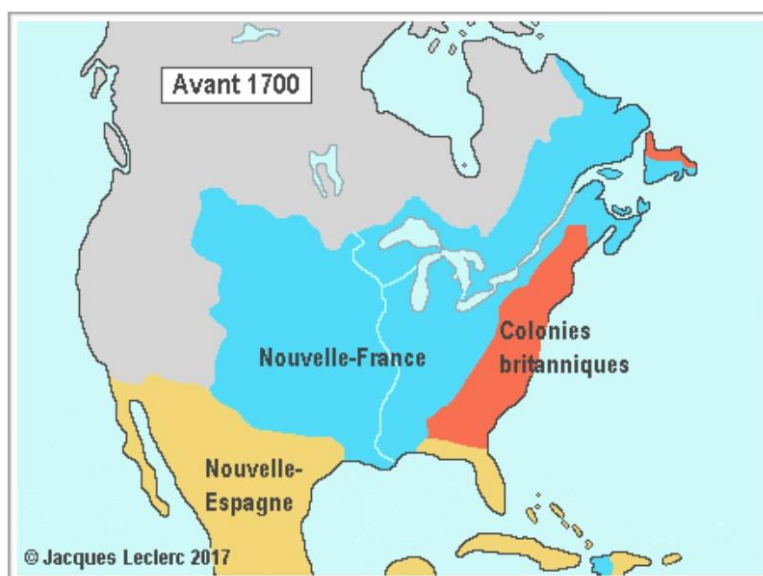 Avant 1700
Colonies
britanniques
Nouvelle-France
Nouvelle-
Espagne
© Jacques Leclerc 2017